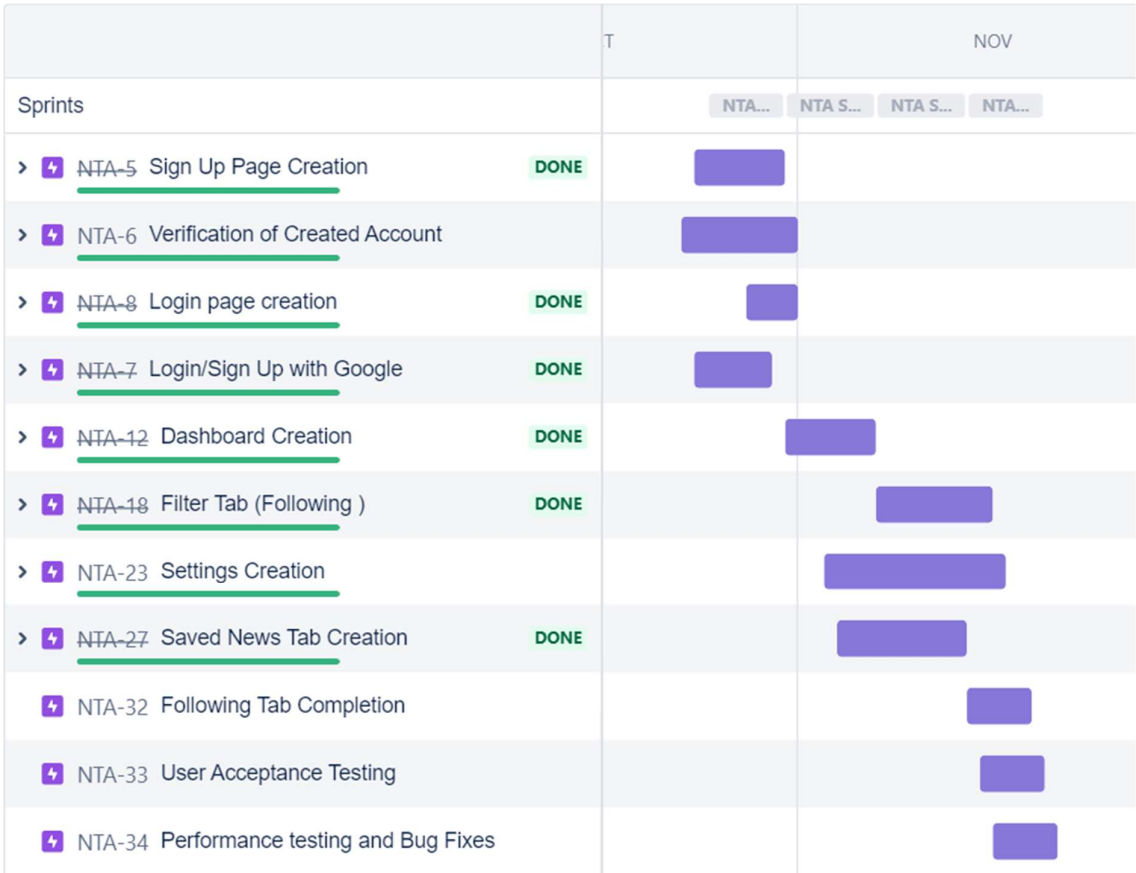 T NOV
Sprints NTA... NTA S... NTA S... NTA...
NTA-5 Sign Up Page Creation DONE
NTA-6 Verification of Created Account
NTA-8 Login page creation DONE
NTA-7 Login/Sign Up with Google DONE
NTA-12 Dashboard Creation DONE
NTA-18 Filter Tab (Following ) DONE
NTA-23 Settings Creation
NTA-27 Saved News Tab Creation DONE
NTA-32 Following Tab Completion
NTA-33 User Acceptance Testing
NTA-34 Performance testing and Bug Fixes